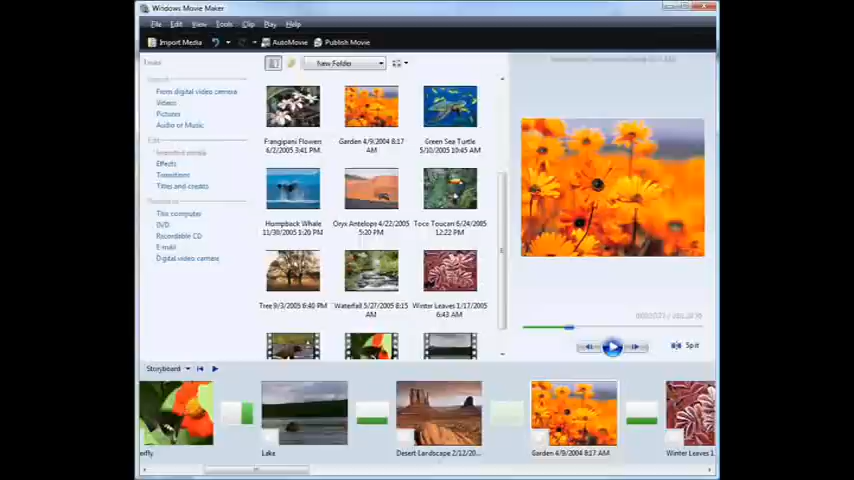 Windows Movie Maker
File Edit View Tools Clip Play Help
Import Media AutoMovie Publish Movie
Tasks
New Folder
From digital video camera
Videos
Pictures
Audio or Music
Edit
Imported media
Effects
Transitions
Titles and credits
This computer
DVD
Recordable CD
E-mail
Digital video camera
Frangipani Flowers
6/2/2005 3:41 PM
Garden 4/9/2004 8:17
AM
Green Sea Turtle
5/10/2005 10:45 AM
Humpback Whale
11/30/2005 1:20 PM
Oryx Antelope 4/22/2005
5:20 PM
Toco Toucan 6/24/2005
12:22 PM
Tree 9/3/2005 6:40 PM
Waterfall 5/27/2005 8:15
AM
Winter Leaves 1/17/2005
6:43 AM
Split
Storyboard
erfly
Lake
Desert Landscape 2/12/20...
Garden 4/9/2004 8:17 AM
Winter Leaves 1